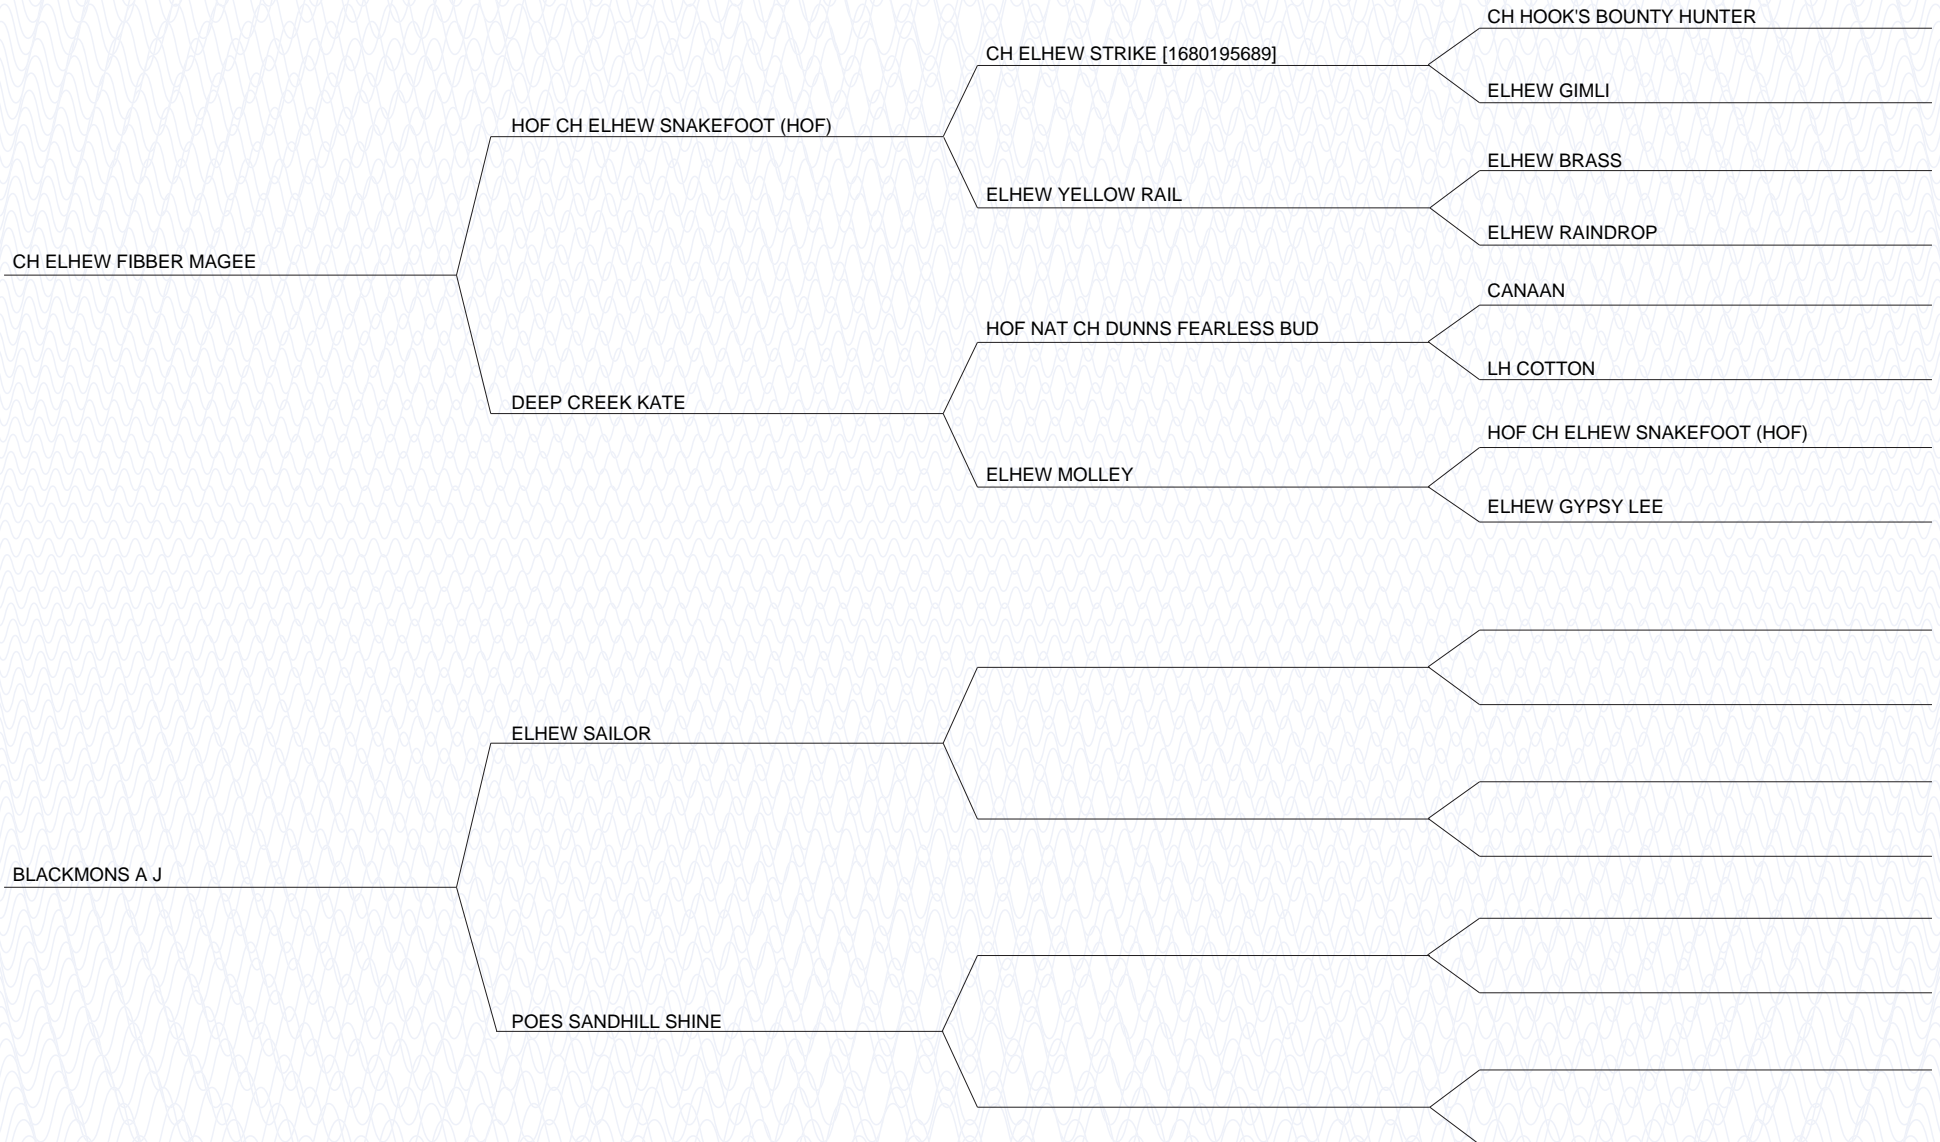 CH HOOK'S BOUNTY HUNTER
CH ELHEW STRIKE [1680195689]
ELHEW GIMLI
HOF CH ELHEW SNAKEFOOT (HOF)
ELHEW BRASS
ELHEW YELLOW RAIL
ELHEW RAINDROP
CH ELHEW FIBBER MAGEE
CANAAN
HOF NAT CH DUNNS FEARLESS BUD
LH COTTON
DEEP CREEK KATE
HOF CH ELHEW SNAKEFOOT (HOF)
ELHEW MOLLEY
ELHEW GYPSY LEE
ELHEW SAILOR
BLACKMONS A J
POES SANDHILL SHINE